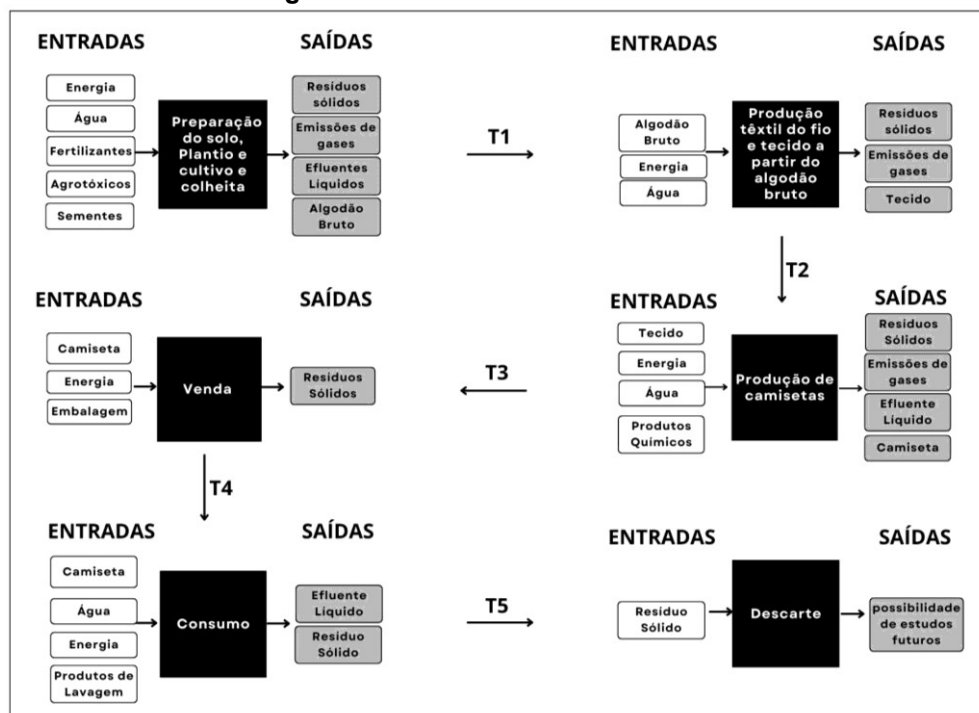 ENTRADAS
SAÍDAS
Energia
Água
Fertilizantes
Agrotóxicos
Sementes
Preparação
do solo,
Plantio e
cultivo e
colheita
Resíduos
sólidos
Emissões de
gases
Efluentes
Líquidos
Algodão
Bruto
T1
ENTRADAS
SAÍDAS
Algodão
Bruto
Energia
Água
Produção
têxtil do fio
e tecido a
partir do
algodão
bruto
Resíduos
sólidos
Emissões de
gases
Tecido
T2
ENTRADAS
SAÍDAS
Tecido
Energia
Água
Produtos
Químicos
Produção de
camisetas
Resíduos
Sólidos
Emissões de
gases
Efluente
Líquido
Camiseta
T3
ENTRADAS
SAÍDAS
Camiseta
Energia
Embalagem
Venda
Resíduos
Sólidos
T4
ENTRADAS
SAÍDAS
Camiseta
Água
Energia
Produtos de
Lavagem
Consumo
Efluente
Líquido
Resíduo
Sólido
T5
ENTRADAS
SAÍDAS
Resíduo
Sólido
Descarte
possibilidade
de estudos
futuros